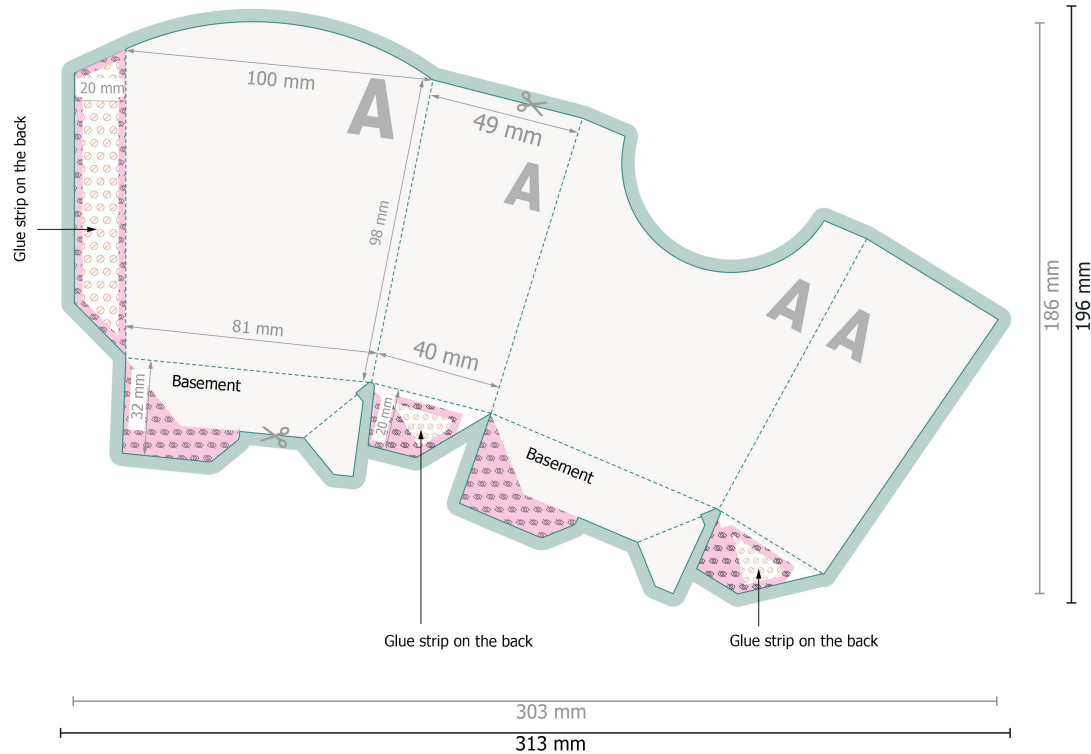 100 mm
A
20 mm
49 mm
A
Glue strip on the back
98 mm
A
A
186 mm
196 mm
81 mm
40 mm
Basement
32 mm
20 mm
Basement
Glue strip on the back
Glue strip on the back
303 mm
313 mm